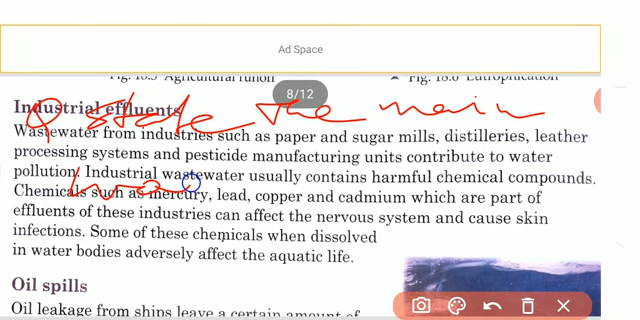 Ad Space
Fig. 16.5 Agricultural runoff
Fig. 16.6 Eutrophication
8/12
Industrial effluents
Q state the main
Wastewater from industries such as paper and sugar mills, distilleries, leather
processing systems and pesticide manufacturing units contribute to water
pollution. Industrial wastewater usually contains harmful chemical compounds.
Chemicals such as mercury, lead, copper and cadmium which are part of
effluents of these industries can affect the nervous system and cause skin
infections. Some of these chemicals when dissolved
in water bodies adversely affect the aquatic life.
Oil spills
Oil leakage from ships leave a certain amount of